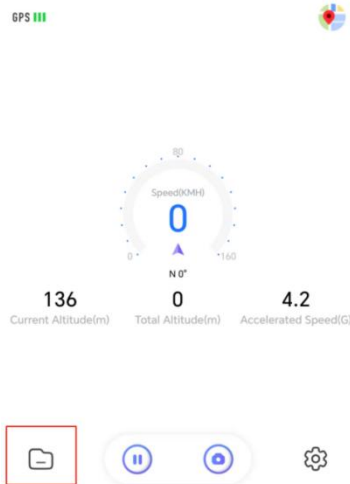 GPS
80
Speed(KMH)
0
0
160
N 0°
136 0 4.2
Current Altitude(m) Total Altitude(m) Accelerated Speed(G)